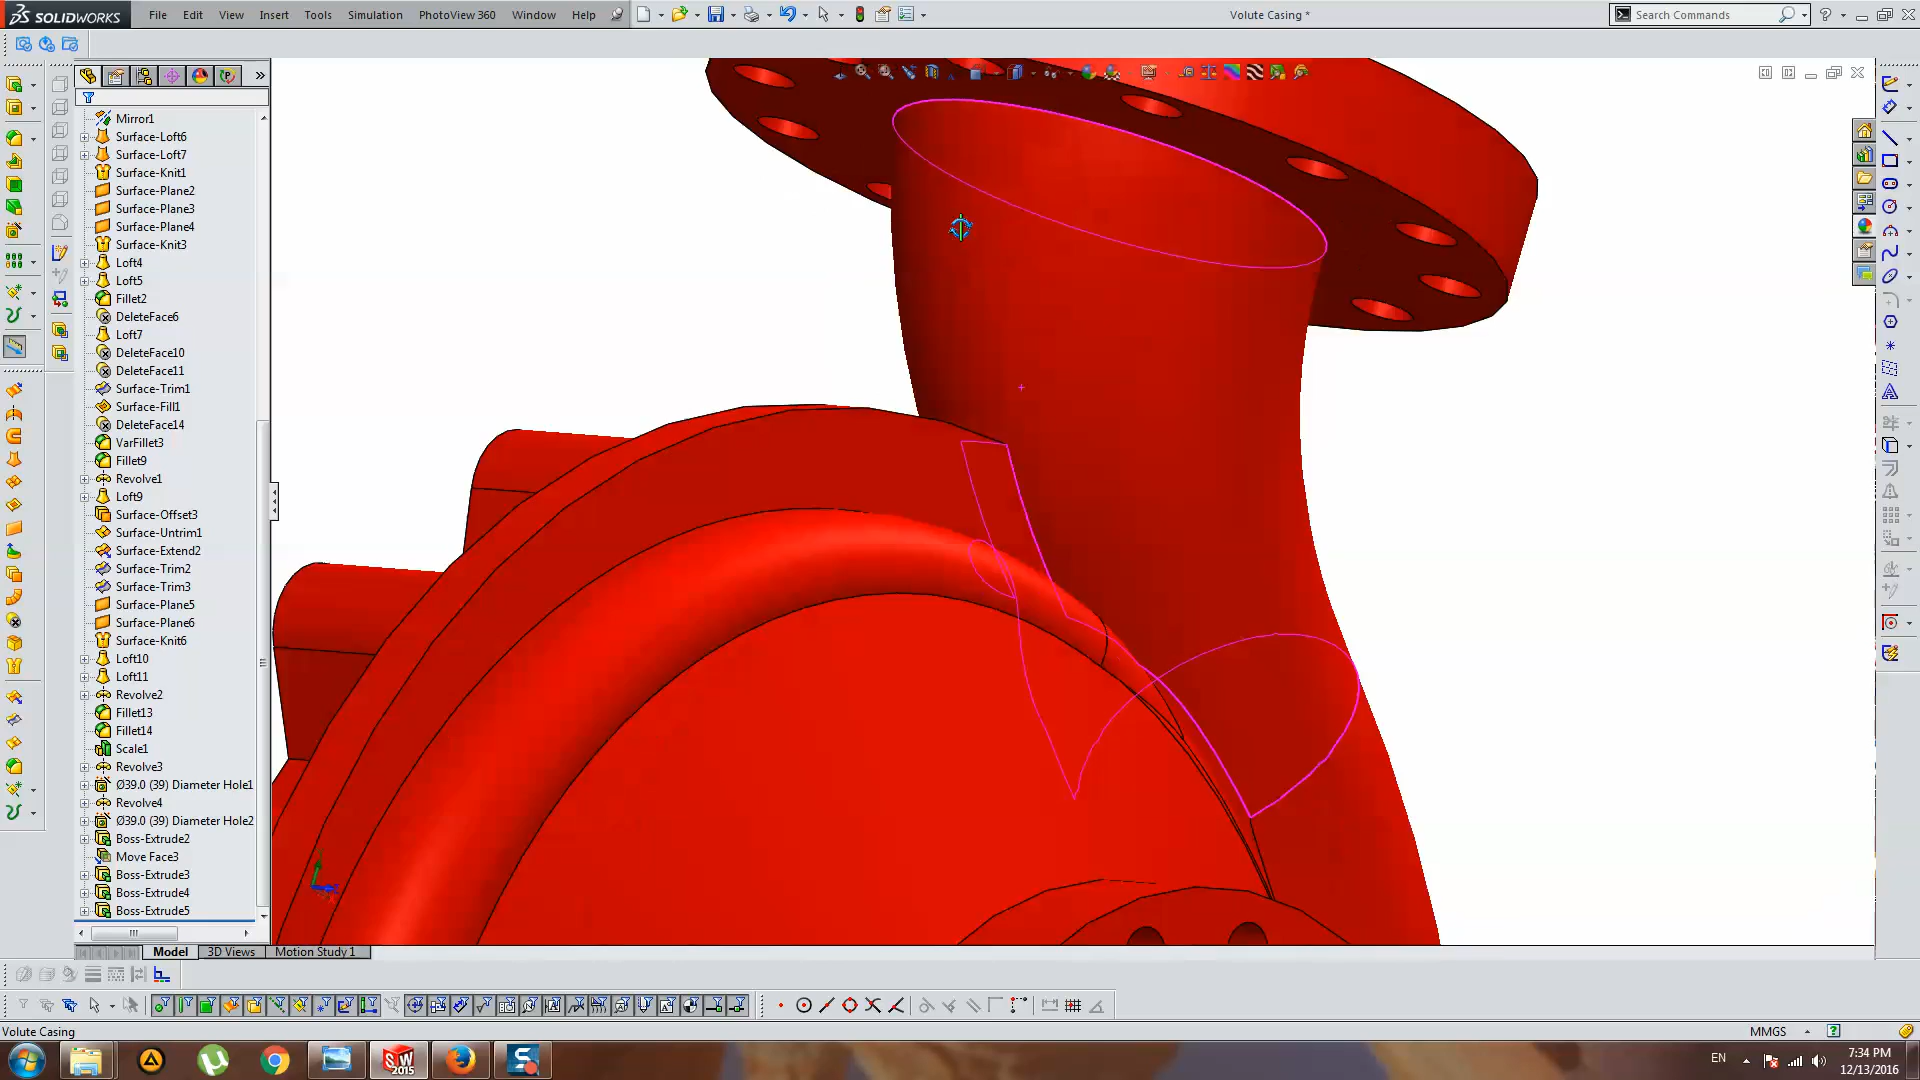 SOLIDWORKS File Edit View Insert Tools Simulation PhotoView 360 Window Help Volute Casing * Search Commands
Mirror1
Surface-Loft6
Surface-Loft7
Surface-Knit1
Surface-Plane2
Surface-Plane3
Surface-Plane4
Surface-Knit3
Loft4
Loft5
Fillet2
DeleteFace6
Loft7
DeleteFace10
DeleteFace11
Surface-Trim1
Surface-Fill1
DeleteFace14
VarFillet3
Fillet9
Revolve1
Loft9
Surface-Offset3
Surface-Untrim1
Surface-Extend2
Surface-Trim2
Surface-Trim3
Surface-Plane5
Surface-Plane6
Surface-Knit6
Loft10
Loft11
Revolve2
Fillet13
Fillet14
Scale1
Revolve3
Ø39.0 (39) Diameter Hole1
Revolve4
Ø39.0 (39) Diameter Hole2
Boss-Extrude2
Move Face3
Boss-Extrude3
Boss-Extrude4
Boss-Extrude5
Model 3D Views Motion Study 1
Volute Casing MMGS
SW 2015 EN 7:34 PM
12/13/2016